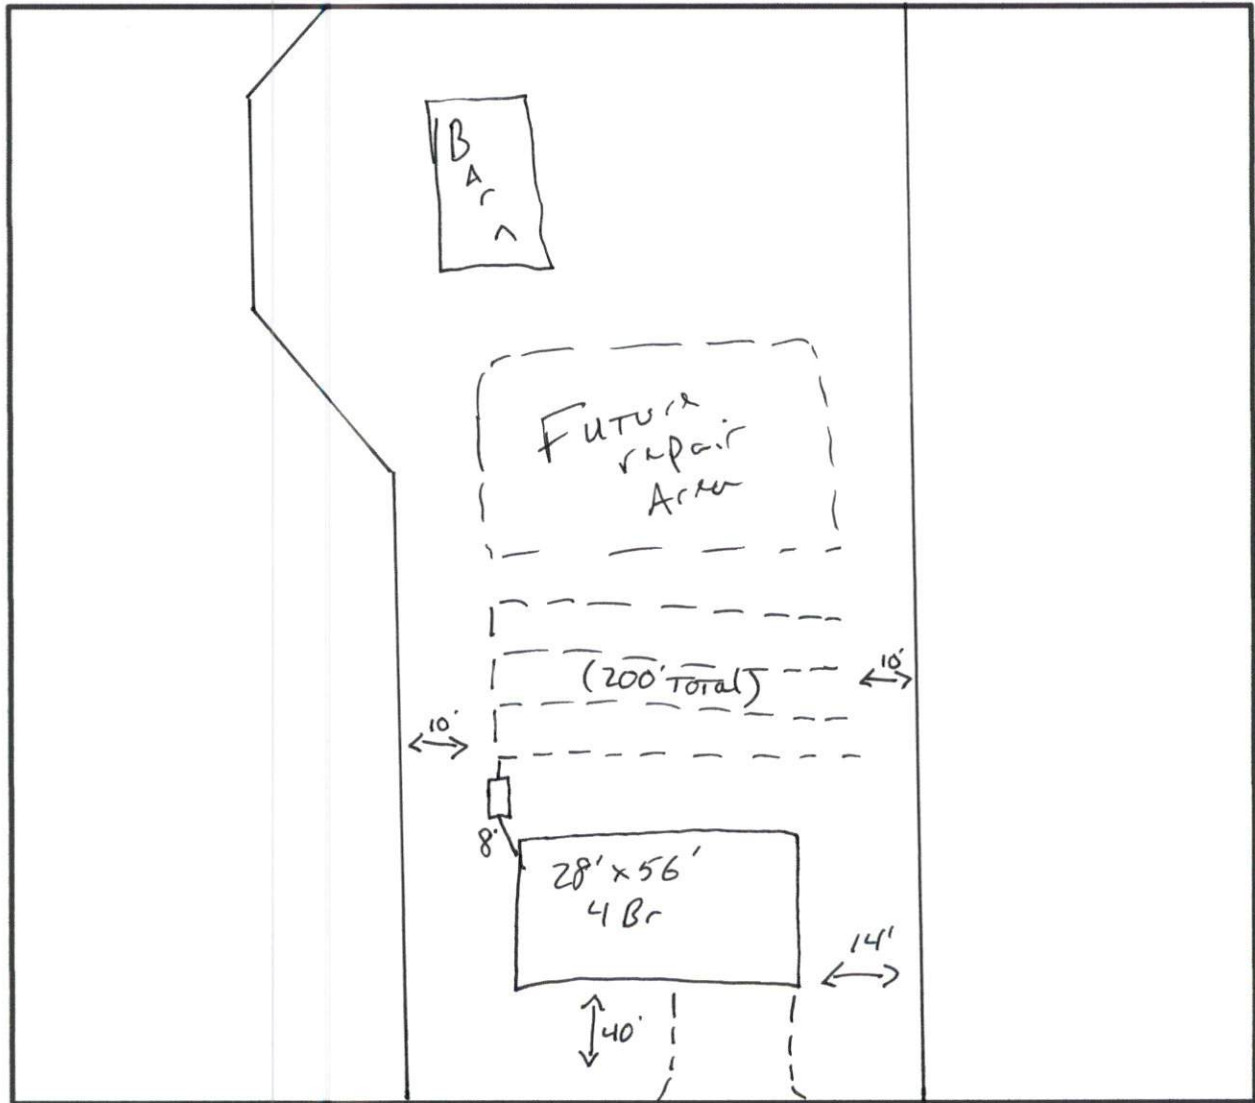 Barn
Future
repair
Area
(200' Total)
10'
10'
8'
28' x 56'
4 Br
14'
40'